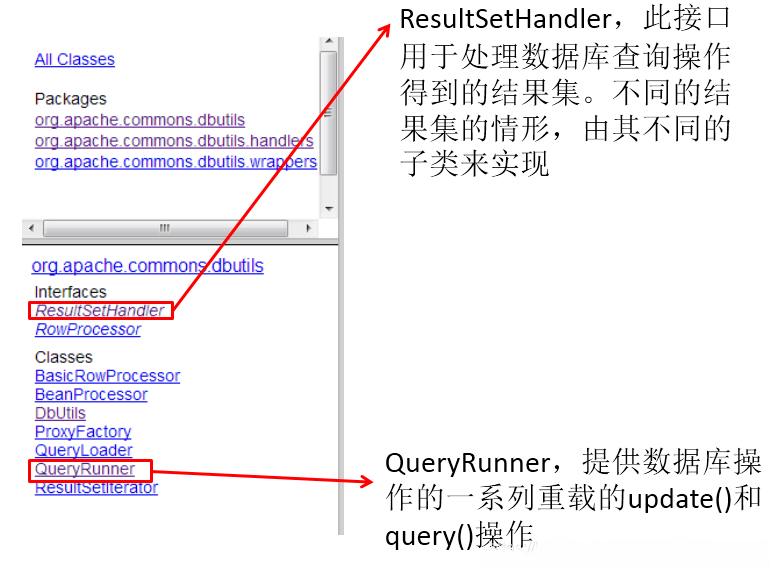 All Classes
Packages
org.apache.commons.dbutils
org.apache.commons.dbutils.handlers
org.apache.commons.dbutils.wrappers
org.apache.commons.dbutils
Interfaces
ResultSetHandler
RowProcessor
Classes
BasicRowProcessor
BeanProcessor
DbUtils
ProxyFactory
QueryLoader
QueryRunner
ResultSetIterator
ResultSetHandler，此接口
用于处理数据库查询操作
得到的结果集。不同的结
果集的情形，由其不同的
子类来实现
QueryRunner，提供数据库操
作的一系列重载的update()和
query()操作